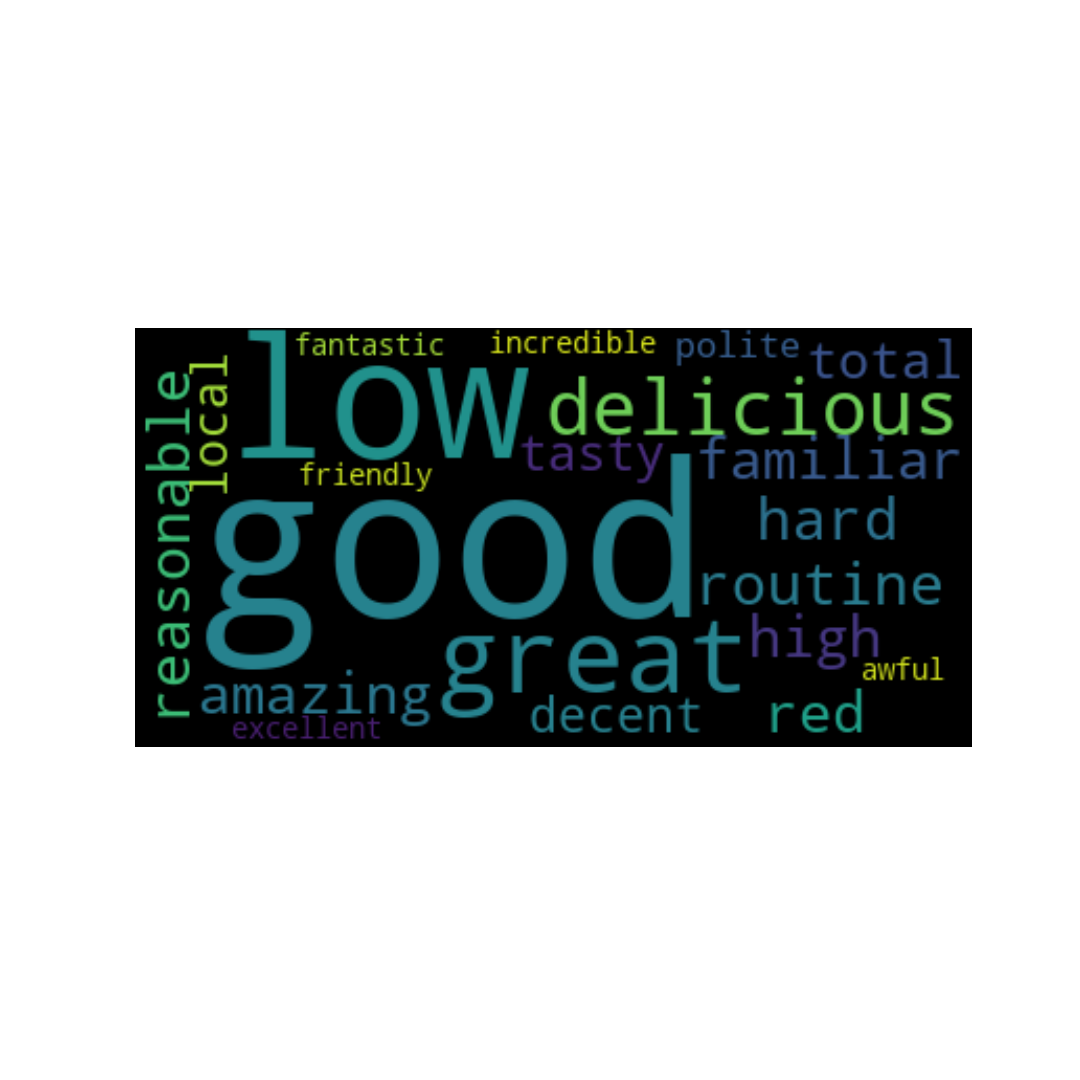 fantastic
incredible
polite
total
low
delicious
local
reasonable
tasty
familiar
friendly
good
hard
routine
great
high
awful
amazing
decent
red
excellent